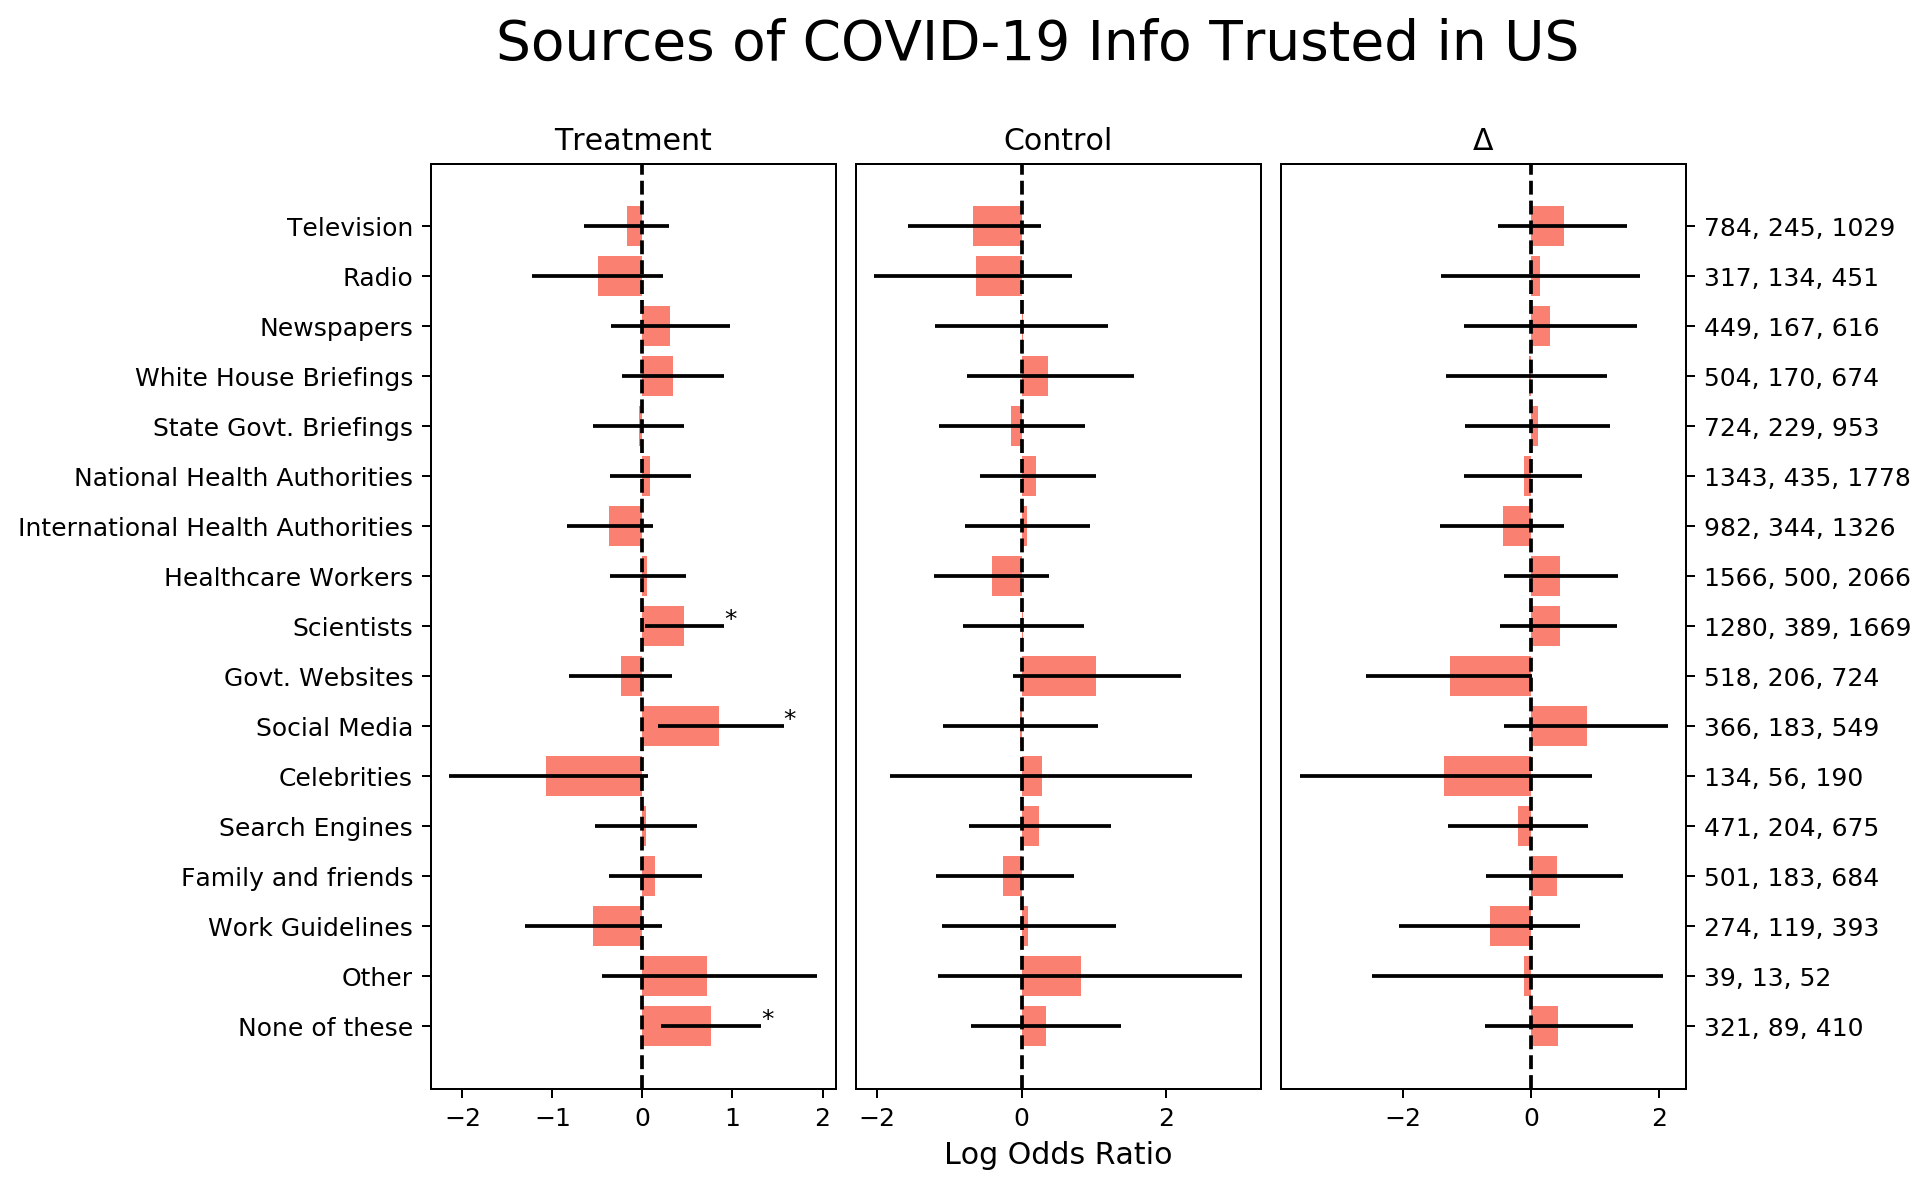 Sources of COVID-19 Info Trusted in US
Treatment
Control
Δ
Television
784, 245, 1029
Radio
317, 134, 451
Newspapers
449, 167, 616
White House Briefings
504, 170, 674
State Govt. Briefings
724, 229, 953
National Health Authorities
1343, 435, 1778
International Health Authorities
982, 344, 1326
Healthcare Workers
1566, 500, 2066
Scientists
*
1280, 389, 1669
Govt. Websites
518, 206, 724
Social Media
*
366, 183, 549
Celebrities
134, 56, 190
Search Engines
471, 204, 675
Family and friends
501, 183, 684
Work Guidelines
274, 119, 393
Other
39, 13, 52
None of these
*
321, 89, 410
−2 −1 0 1 2
−2 0 2
−2 0 2
Log Odds Ratio